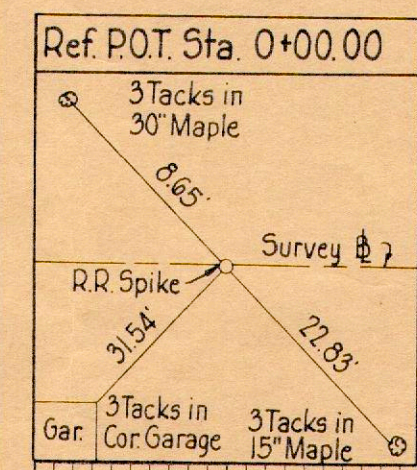 Ref. P.O.T. Sta. 0+00.00
3 Tacks in
30" Maple
8.65'
Survey ℄
R.R. Spike
31.54'
22.83'
Gar.
3 Tacks in
Cor. Garage
3 Tacks in
15" Maple